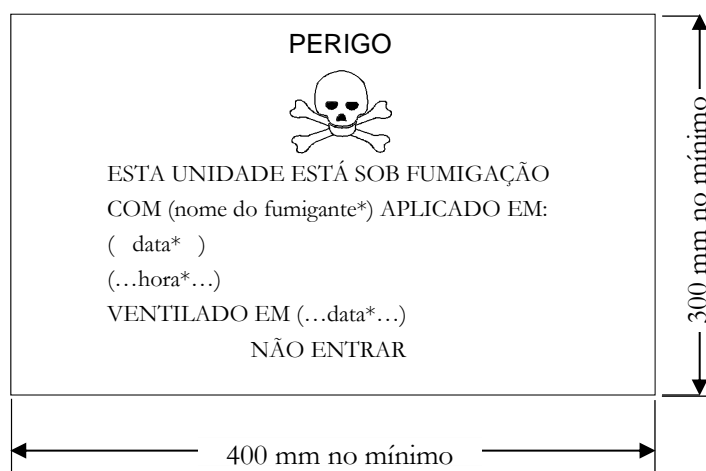 PERIGO
ESTA UNIDADE ESTÁ SOB FUMIGAÇÃO
COM (nome do fumigante*) APLICADO EM:
( data* )
(…hora*…)
VENTILADO EM (…data*…)
NÃO ENTRAR
300 mm no mínimo
400 mm no mínimo